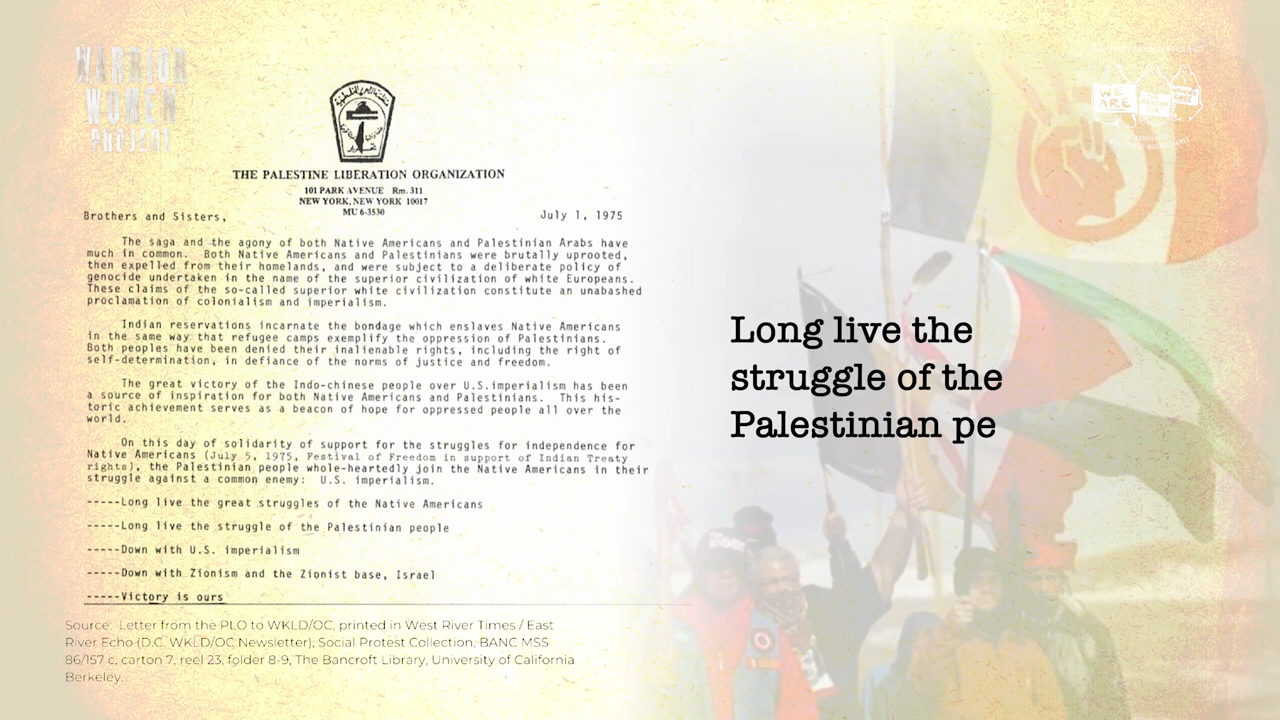 WARRIOR
WOMEN
PROJECT
WE
ARE
THE PALESTINE LIBERATION ORGANIZATION
101 PARK AVENUE Rm. 311
NEW YORK, NEW YORK 10017
MU 6-3530
Brothers and Sisters,
July 1, 1975
The saga and the agony of both Native Americans and Palestinian Arabs have
much in common. Both Native Americans and Palestinians were brutally uprooted,
then expelled from their homelands, and were subject to a deliberate policy of
genocide undertaken in the name of the superior civilization of white Europeans.
These claims of the so-called superior white civilization constitute an unabashed
proclamation of colonialism and imperialism.
Indian reservations incarnate the bondage which enslaves Native Americans
in the same way that refugee camps exemplify the oppression of Palestinians.
Both peoples have been denied their inalienable rights, including the right of
self-determination, in defiance of the norms of justice and freedom.
The great victory of the Indo-chinese people over U.S.imperialism has been
a source of inspiration for both Native Americans and Palestinians. This his-
toric achievement serves as a beacon of hope for oppressed people all over the
world.
On this day of solidarity of support for the struggles for independence for
Native Americans (July 5, 1975, Festival of Freedom in support of Indian Treaty
rights), the Palestinian people whole-heartedly join the Native Americans in their
struggle against a common enemy: U.S. imperialism.
-----Long live the great struggles of the Native Americans
-----Long live the struggle of the Palestinian people
-----Down with U.S. imperialism
-----Down with Zionism and the Zionist base, Israel
-----Victory is ours
Source: Letter from the PLO to WKLD/OC, printed in West River Times / East
River Echo (D.C. WKLD/OC Newsletter), Social Protest Collection, BANC MSS
86/157 c, carton 7, reel 23, folder 8-9, The Bancroft Library, University of California
Berkeley.
Long live the
struggle of the
Palestinian pe